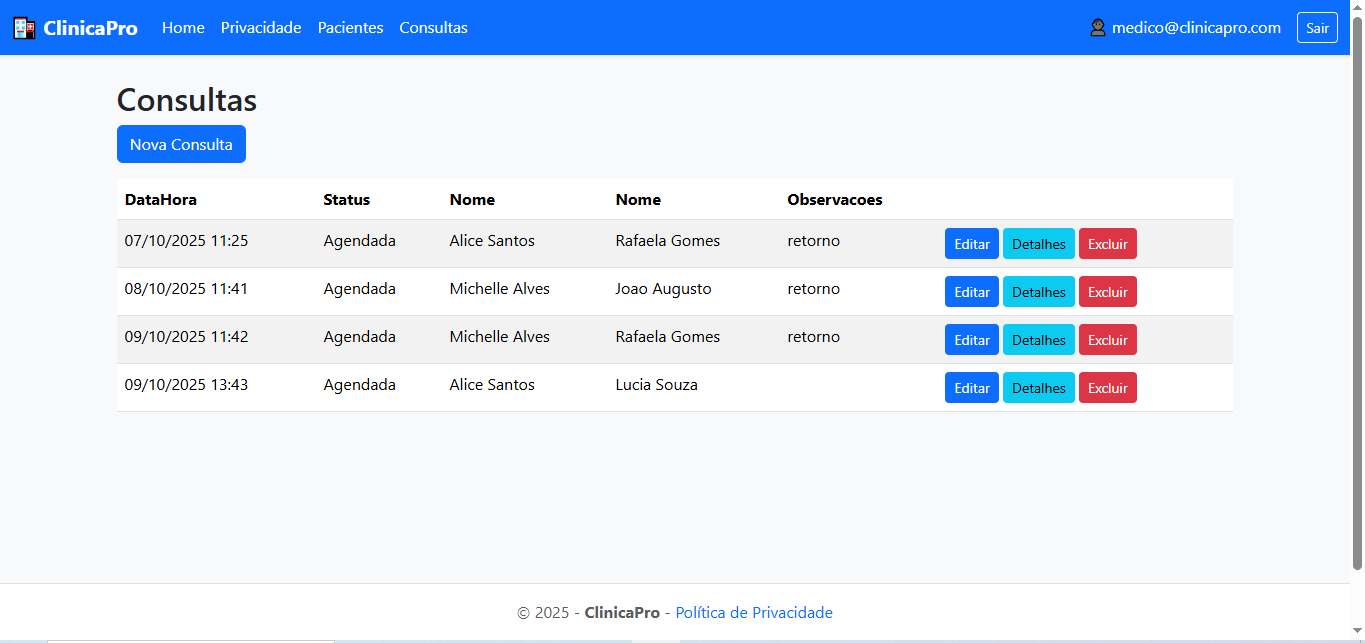 ClinicaPro Home Privacidade Pacientes Consultas medico@clinicapro.com Sair
Consultas
Nova Consulta
DataHora Status Nome Nome Observacoes
07/10/2025 11:25 Agendada Alice Santos Rafaela Gomes retorno Editar Detalhes Excluir
08/10/2025 11:41 Agendada Michelle Alves Joao Augusto retorno Editar Detalhes Excluir
09/10/2025 11:42 Agendada Michelle Alves Rafaela Gomes retorno Editar Detalhes Excluir
09/10/2025 13:43 Agendada Alice Santos Lucia Souza Editar Detalhes Excluir
© 2025 - ClinicaPro - Política de Privacidade